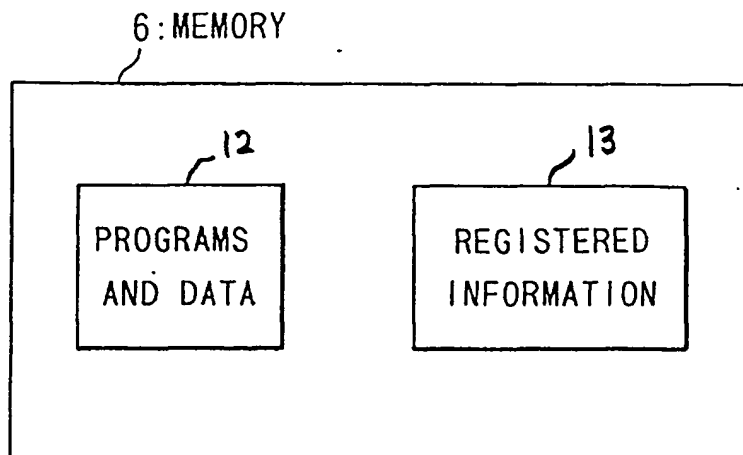 6:MEMORY
12
13
PROGRAMS
AND DATA
REGISTERED
INFORMATION